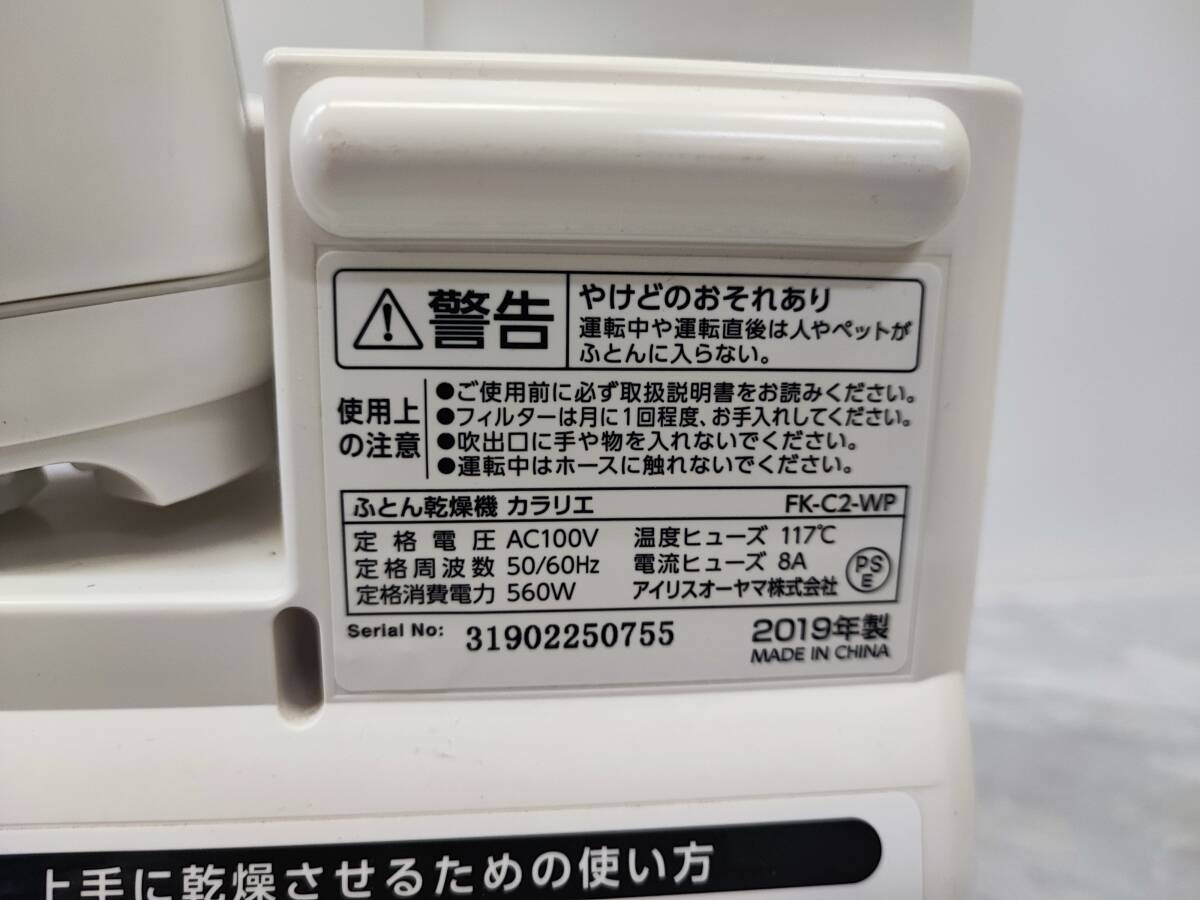 警告
やけどのおそれあり
運転中や運転直後は人やペットが
ふとんに入らない。
使用上
の注意
●ご使用前に必ず取扱説明書をお読みください。
●フィルターは月に1回程度、お手入れしてください。
●吹出口に手や物を入れないでください。
●運転中はホースに触れないでください。
ふとん乾燥機 カラリエ FK-C2-WP
定格電圧 AC100V 温度ヒューズ 117℃
定格周波数 50/60Hz 電流ヒューズ 8A
定格消費電力 560W アイリスオーヤマ株式会社
PS
E
Serial No: 31902250755
2019年製
MADE IN CHINA
上手に乾燥させるための使い方